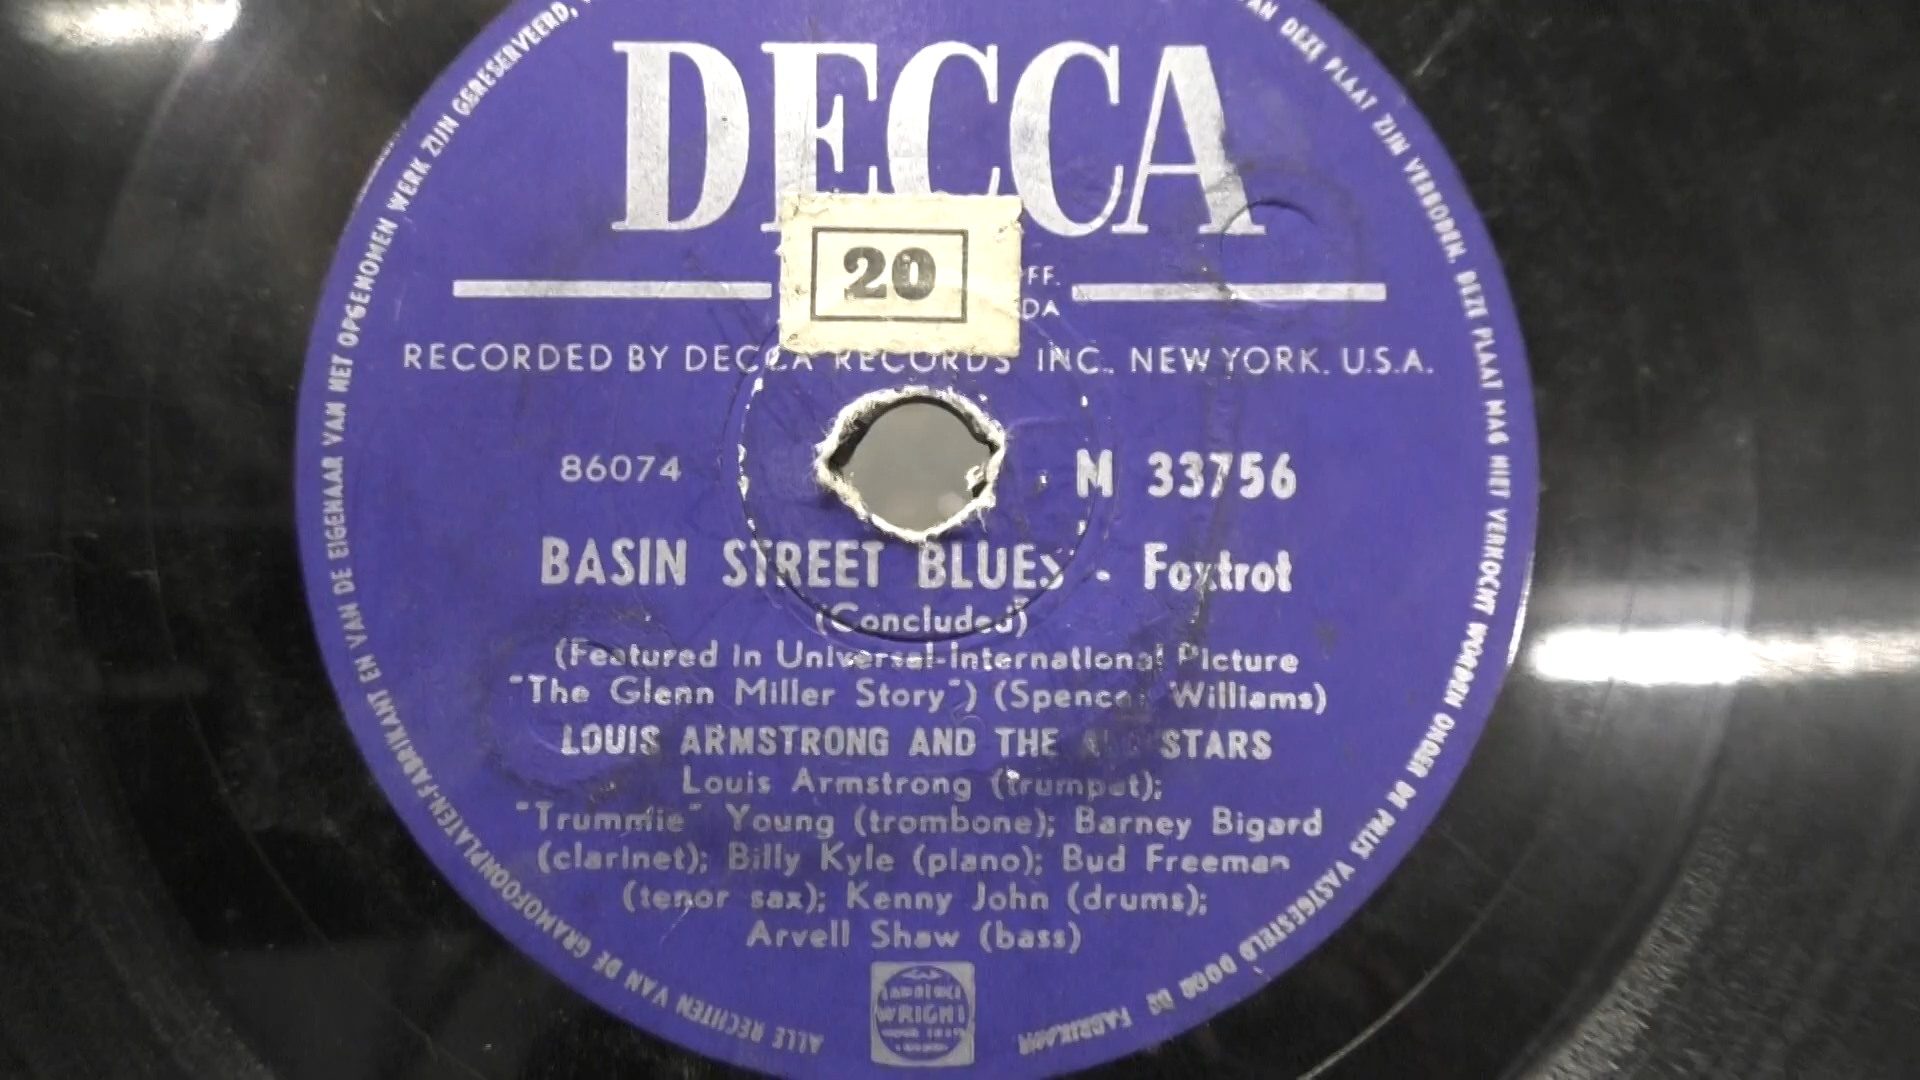 DECCA
20
FF.
DA
RECORDED BY DECCA RECORDS INC., NEW YORK, U.S.A.
86074
M 33756
BASIN STREET BLUES - Foxtrot
(Concluded)
(Featured in Universal-International Picture
"The Glenn Miller Story") (Spencer Williams)
LOUIS ARMSTRONG AND THE ALL STARS
Louis Armstrong (trumpet);
"Trummie" Young (trombone); Barney Bigard
(clarinet); Billy Kyle (piano); Bud Freeman
(tenor sax); Kenny John (drums);
Arvell Shaw (bass)
WRIGHT
ALLE RECHTEN VAN DE GRAMOFOONPLATEN-FABRIKANT EN VAN DE EIGENAAR VAN HET OPGENOMEN WERK ZIJN GERESERVEERD,
VAN DEZE PLAAT ZIJN VERBODEN. DEZE PLAAT MAG NIET VERKOCHT WORDEN ONDER DE PRIJS VASTGESTELD DOOR DE FABRIKANT